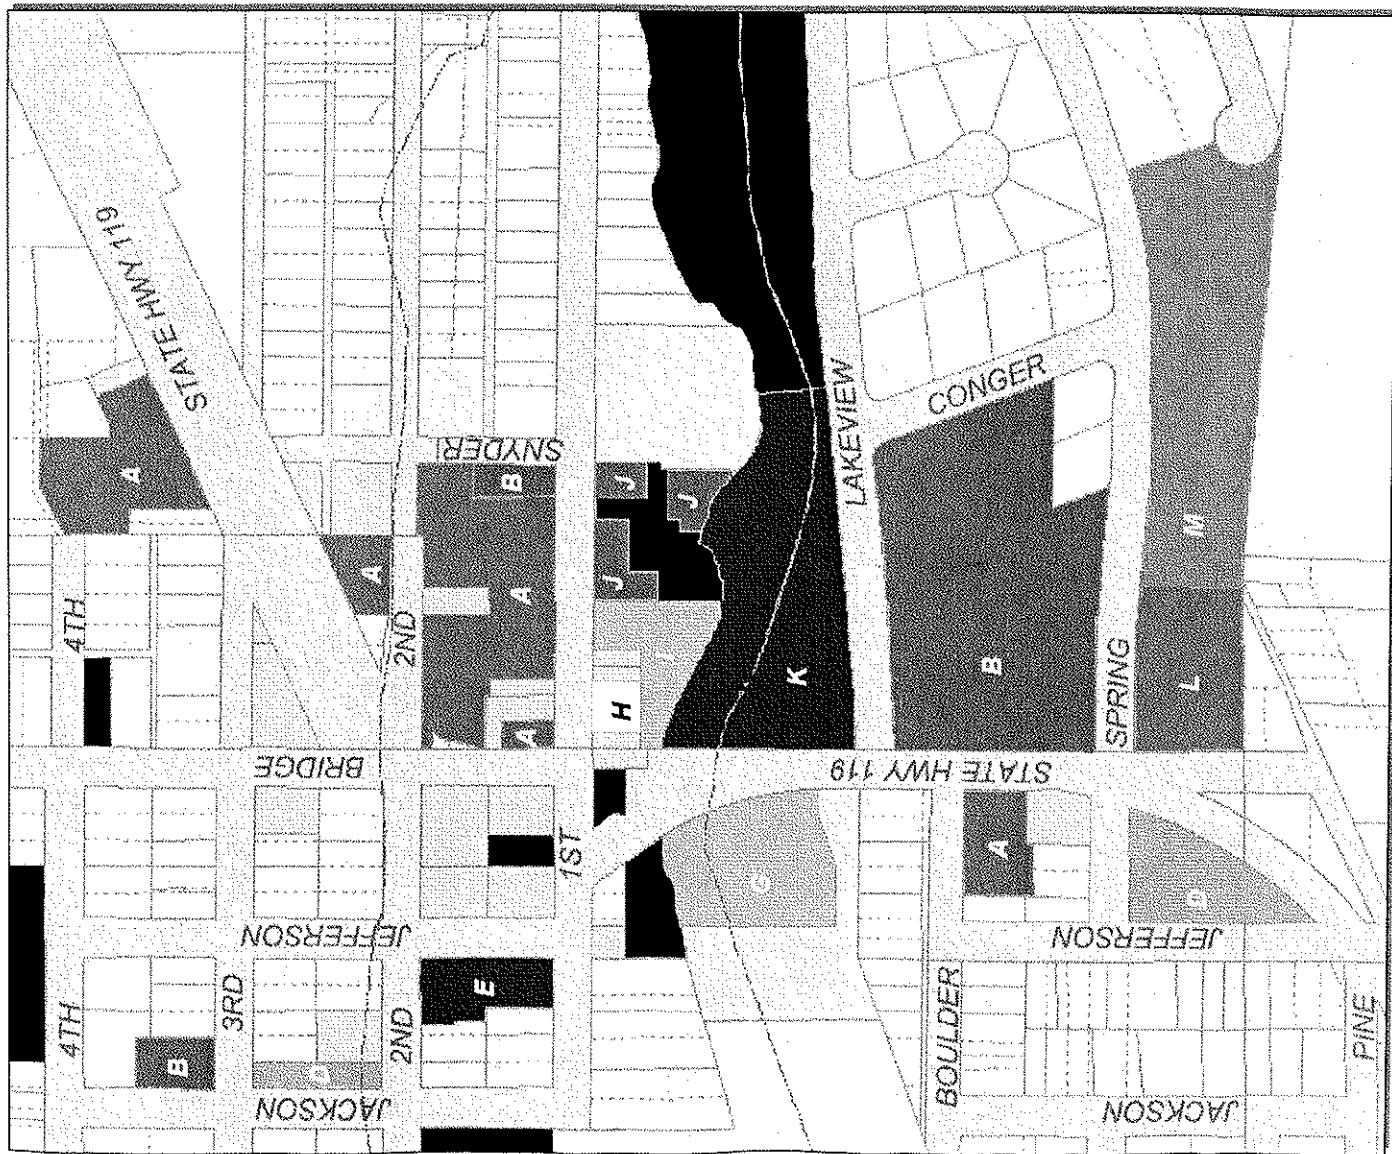 STATE HWY 119
A
SNYDER
CONGER
LAKEVIEW
B
J
J
4TH
A
2ND
A
J
M
H
K
B
SPRING
L
A
BRIDGE
STATE HWY 119
1ST
A
G
D
JEFFERSON
JEFFERSON
E
4TH
3RD
2ND
BOULDER
PINE
B
D
JACKSON
JACKSON